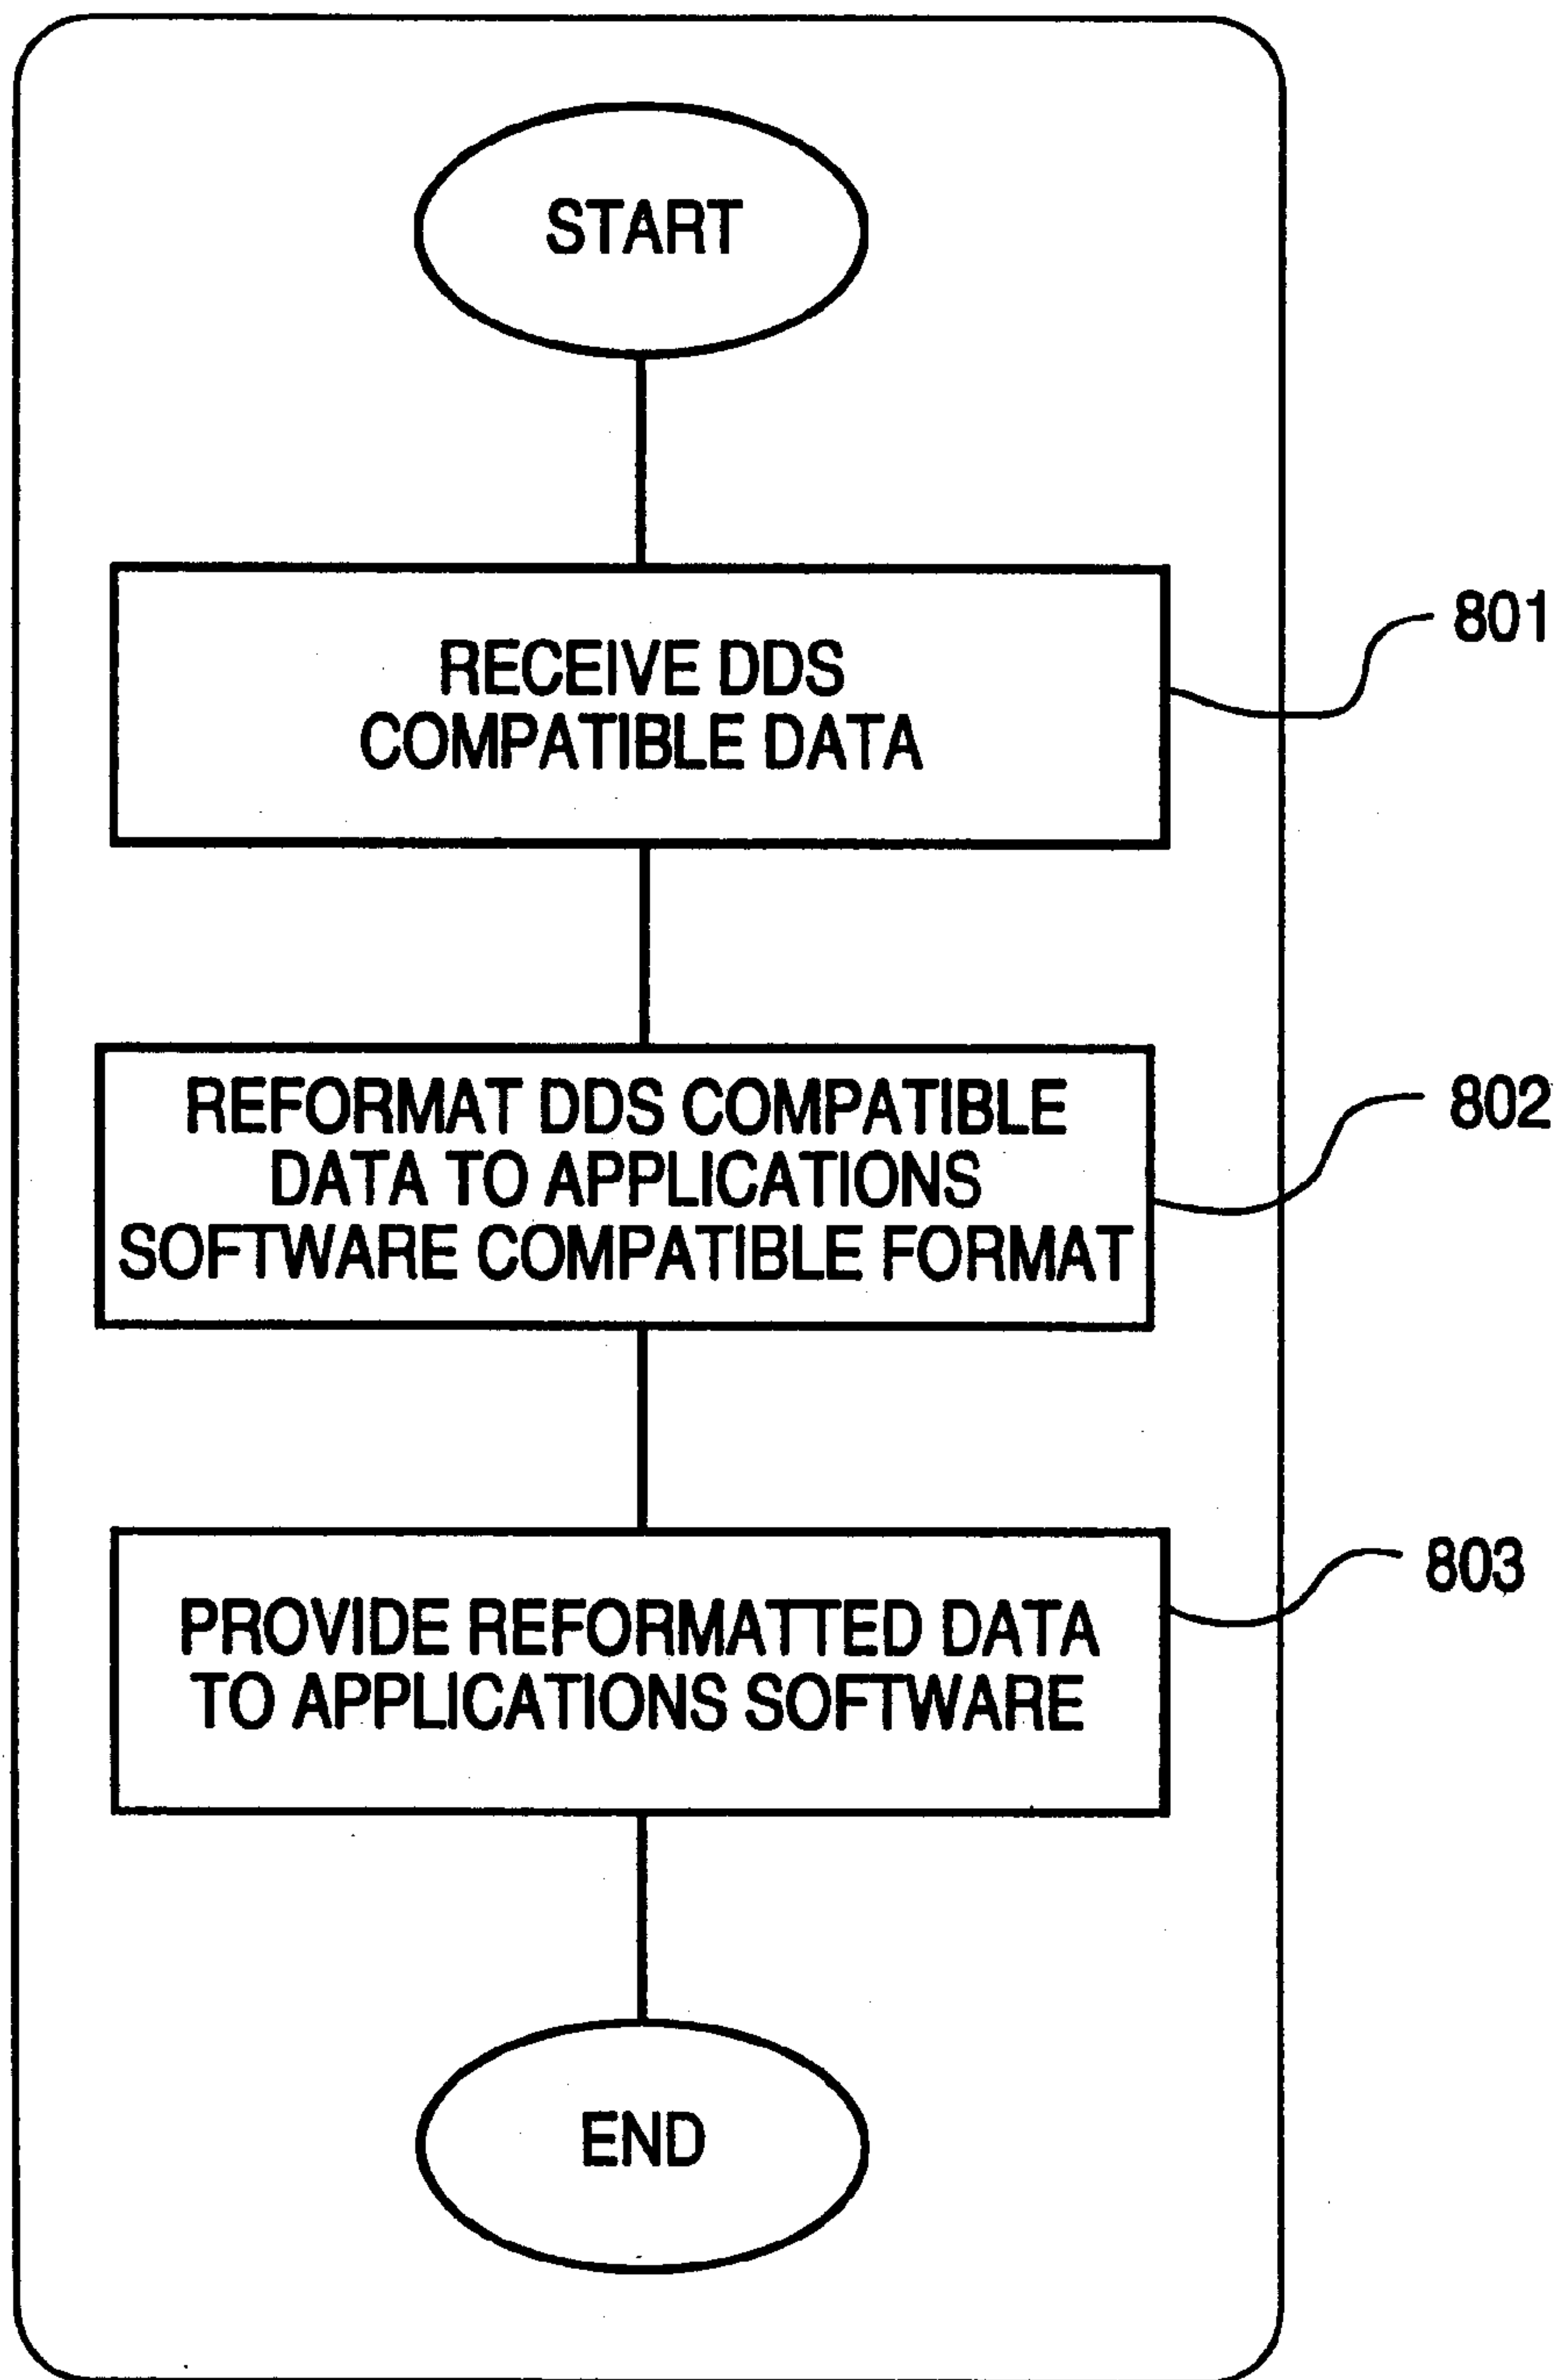 START
RECEIVE DDS
COMPATIBLE DATA
801
REFORMAT DDS COMPATIBLE
DATA TO APPLICATIONS
SOFTWARE COMPATIBLE FORMAT
802
PROVIDE REFORMATTED DATA
TO APPLICATIONS SOFTWARE
803
END